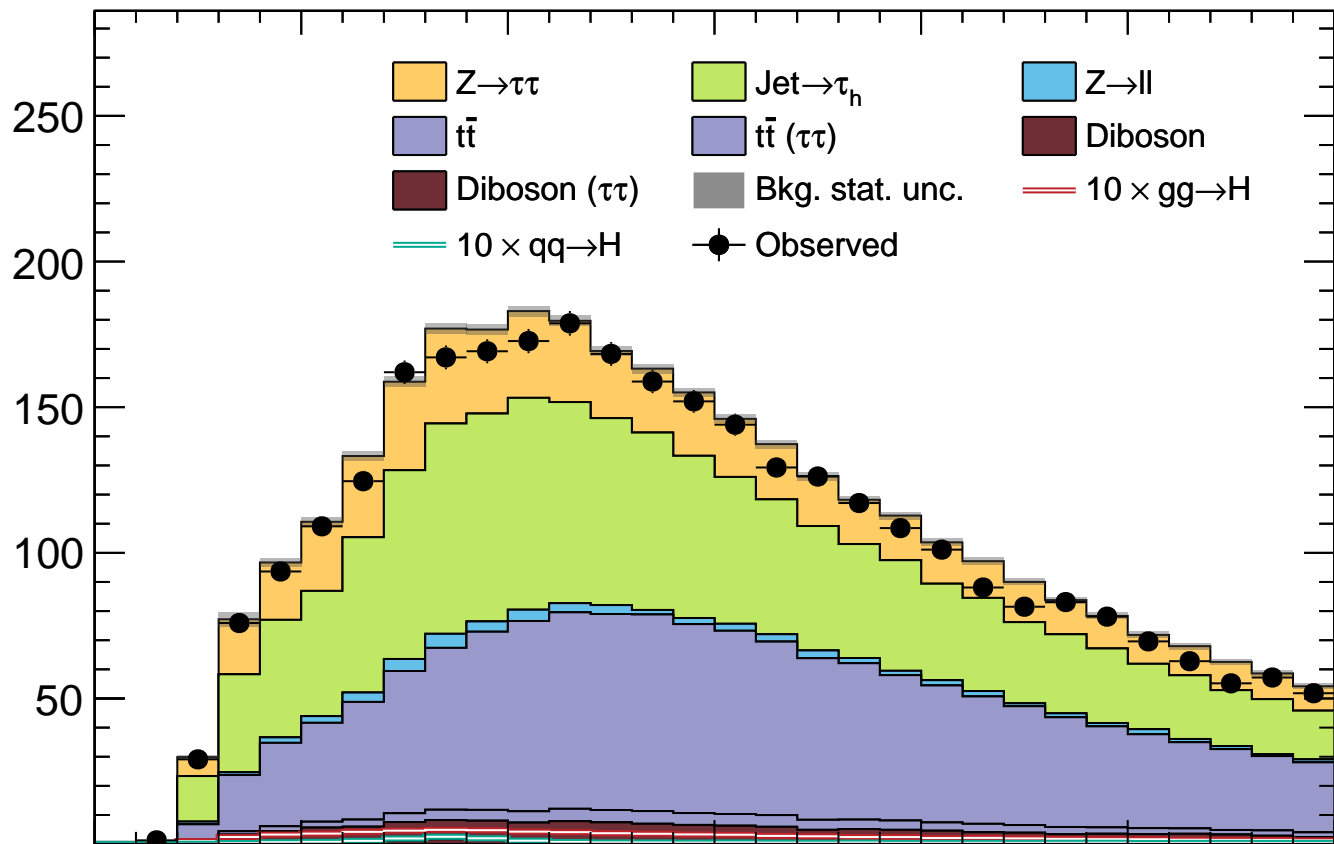 250
Z→ττ Jet→τₕ Z→ll
tt̄ tt̄ (ττ) Diboson
Diboson (ττ) Bkg. stat. unc. 10 × gg→H
10 × qq→H Observed
200
150
100
50